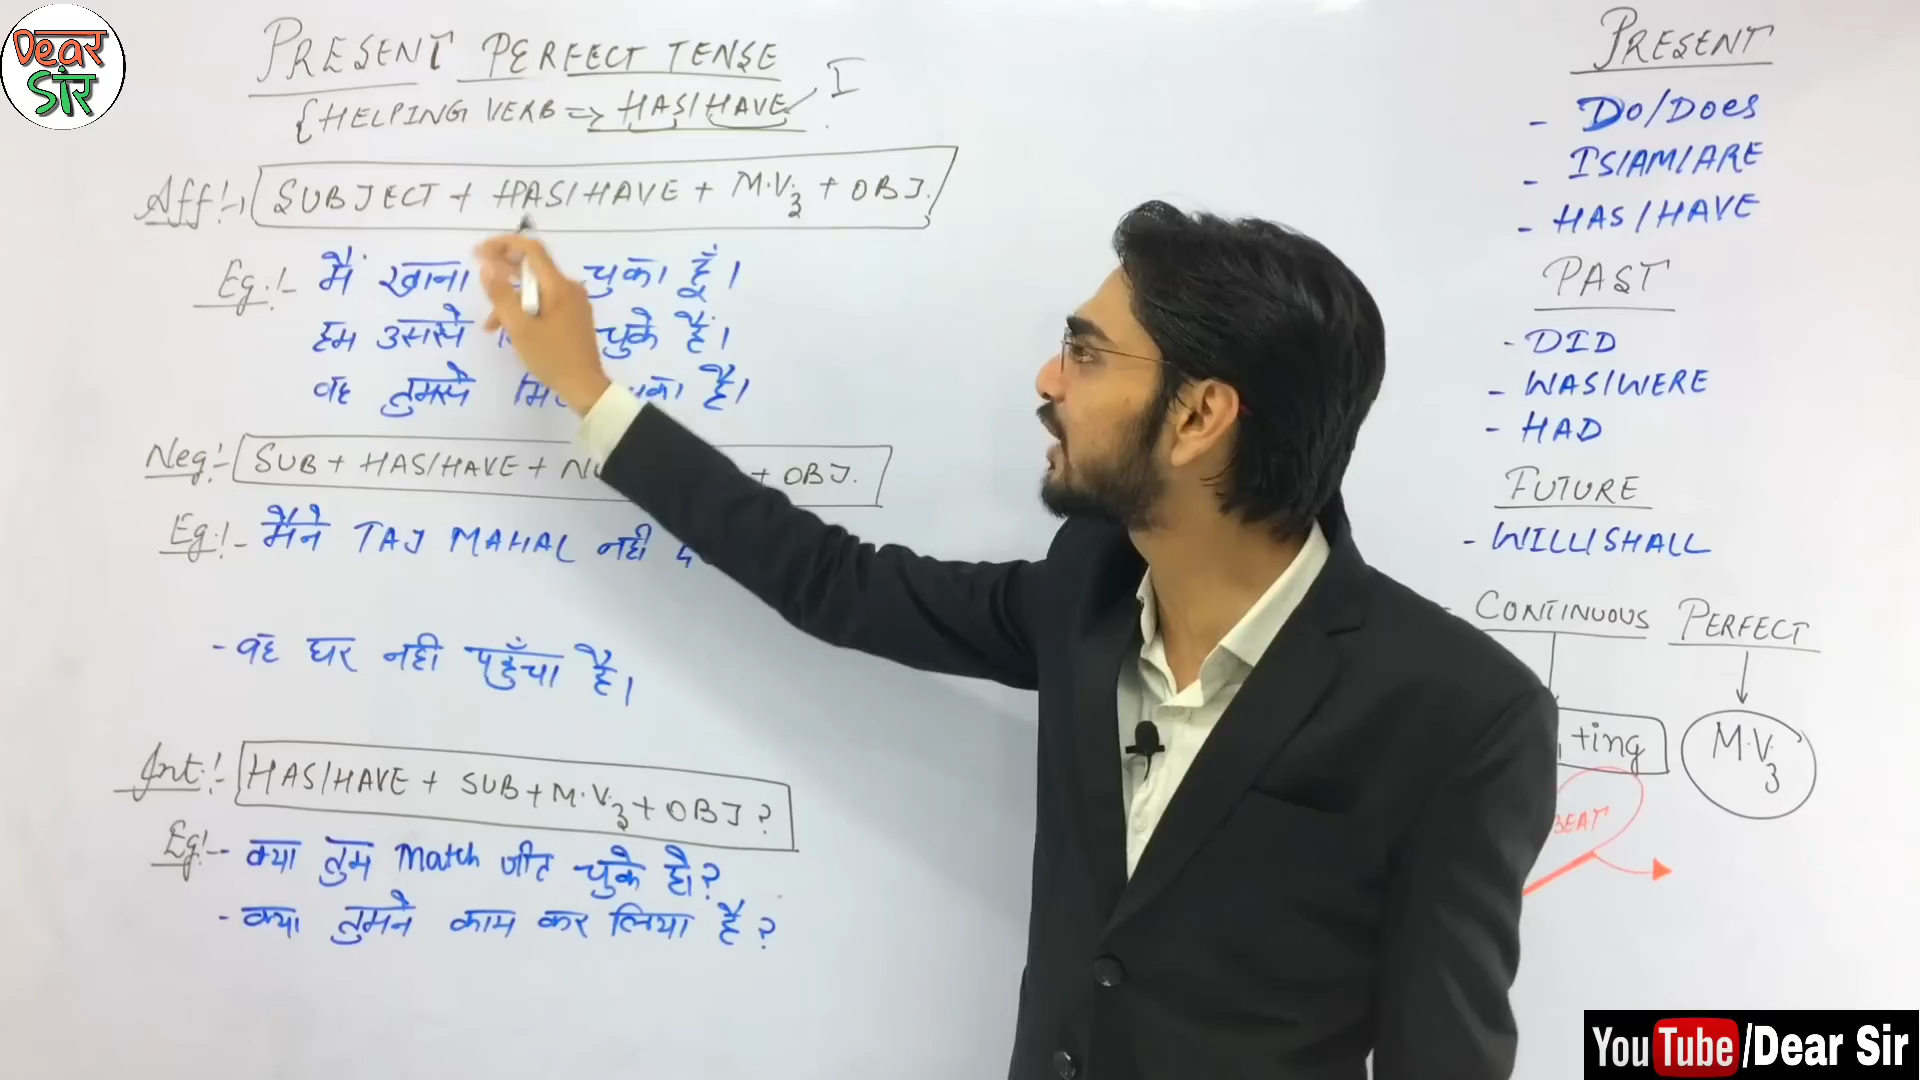 Dear
Sir
PRESENT PERFECT TENSE
{HELPING VERB => HAS/HAVE I
Aff:- SUBJECT + HAS/HAVE + M.V3 + OBJ.
Eg:- मैं खाना चुका हूँ।
हम उससे चुके हैं।
वह तुमसे है।
Neg:- SUB + HAS/HAVE + + OBJ.
Eg:- मैंने TAJ MAHAL नही
- वह घर नही पहुँचा है।
Int:- HAS/HAVE + SUB + M.V3 + OBJ ?
Eg:- क्या तुम Match जीत चुके हो?
- क्या तुमने काम कर लिया है ?
PRESENT
- DO/DOES
- IS/AM/ARE
- HAS/HAVE
PAST
- DID
- WAS/WERE
- HAD
FUTURE
- WILL/SHALL
CONTINUOUS PERFECT
+ing M.V3
BEAT
YouTube/Dear Sir